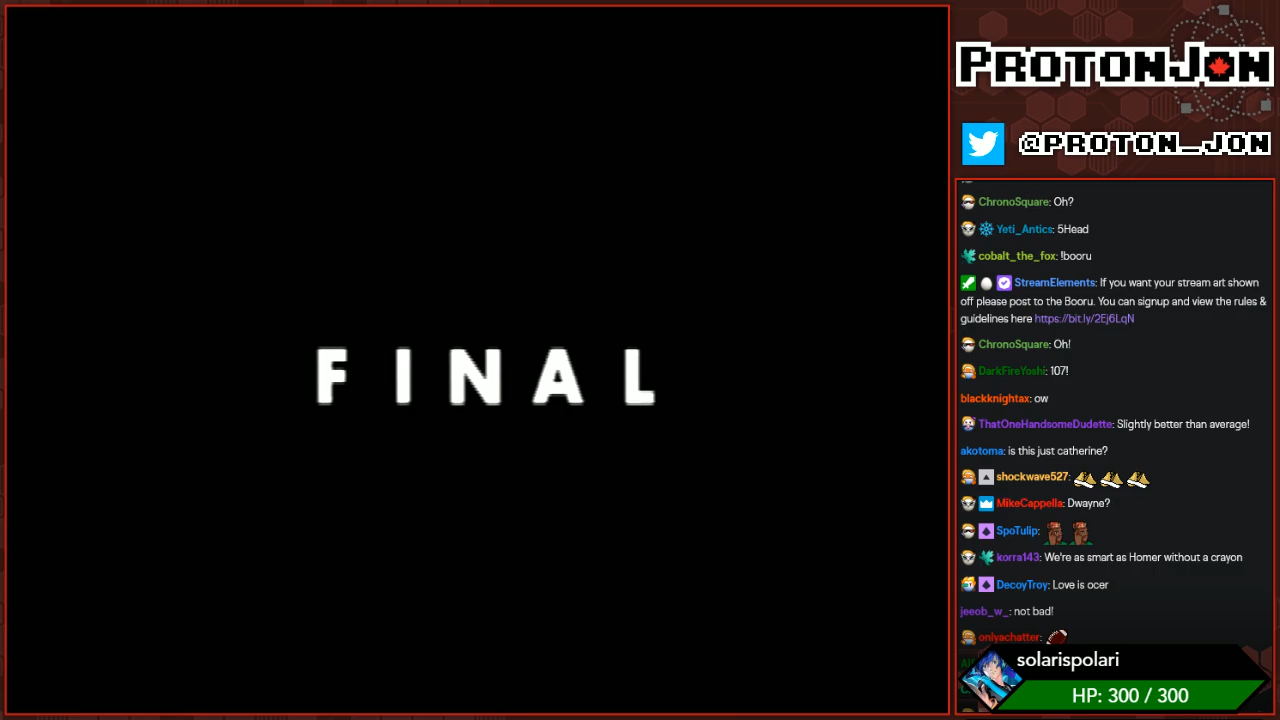 FINAL
PROTONJON
@PROTON_JON
ChronoSquare: Oh?
Yeti_Antics: 5Head
cobalt_the_fox: !booru
StreamElements: If you want your stream art shown
off please post to the Booru. You can signup and view the rules &
guidelines here https://bit.ly/2Ej6LqN
ChronoSquare: Oh!
DarkFireYoshi: 107!
blackknightax: ow
ThatOneHandsomeDudette: Slightly better than average!
akotoma: is this just catherine?
shockwave527:
MikeCappella: Dwayne?
SpoTulip:
korra143: We're as smart as Homer without a crayon
DecoyTroy: Love is ocer
jeeob_w_: not bad!
onlyachatter:
solarispolari
HP: 300 / 300